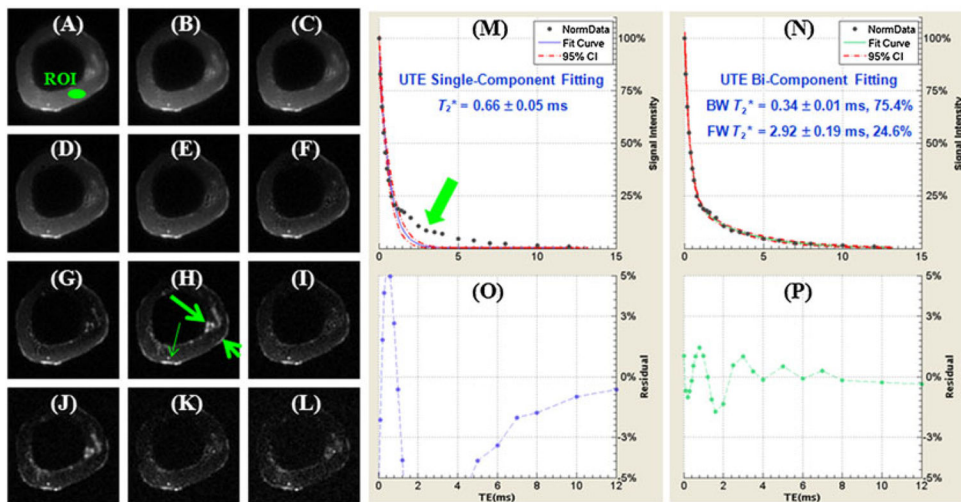 (A)
ROI
(B)
(C)
(D)
(E)
(F)
(G)
(H)
(I)
(J)
(K)
(L)
(M)
NormData
Fit Curve
95% CI
UTE Single-Component Fitting
T₂* = 0.66 ± 0.05 ms
100%
75%
50%
25%
Signal Intensity
0
5
10
15
(N)
NormData
Fit Curve
95% CI
UTE Bi-Component Fitting
BW T₂* = 0.34 ± 0.01 ms, 75.4%
FW T₂* = 2.92 ± 0.19 ms, 24.6%
100%
75%
50%
25%
Signal Intensity
0
5
10
15
(O)
5%
3%
0%
-3%
-5%
Residual
0
2
4
6
8
10
12
TE(ms)
(P)
5%
3%
0%
-3%
-5%
Residual
0
2
4
6
8
10
12
TE(ms)